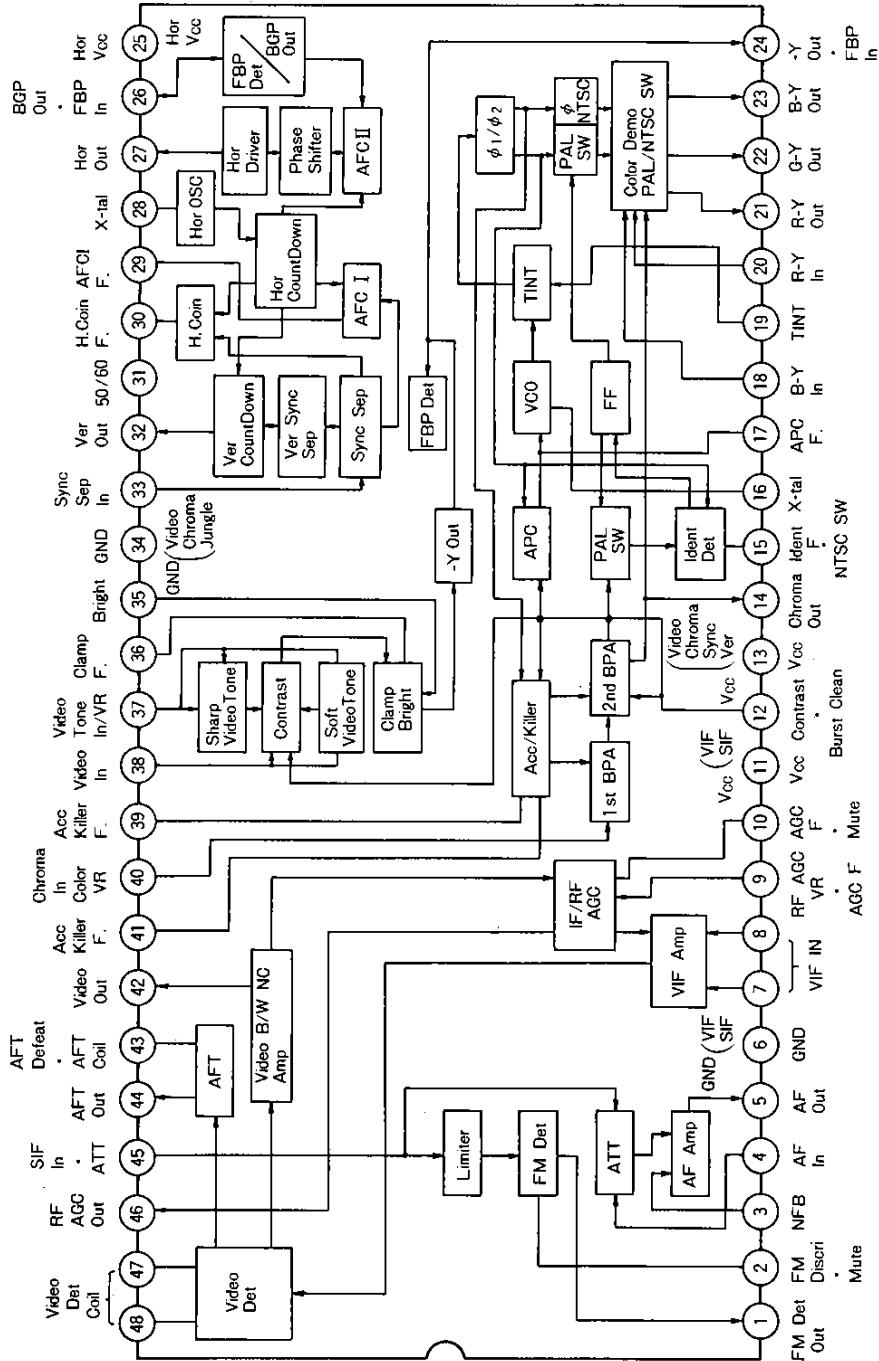 BGP
Out
•
FBP
In
Hor
Vcc
25
26
27
28
29
30
31
32
33
34
35
36
37
38
39
40
41
42
43
44
45
46
47
48
Hor
Out
X-tal
AFCI
F.
H.Coin
F.
50/60
Ver
Out
Sync
Sep
In
GND
Bright
Clamp
F.
Video
Tone
In/VR
Video
In
Acc
Killer
F.
Chroma
In
Color
VR
Acc
Killer
F.
Video
Out
AFT
Defeat
•
AFT
Coil
AFT
Out
SIF
In
•
ATT
RF
AGC
Out
Video
Det
Coil
Hor
Vcc
FBP
Det
BGP
Out
Hor
Driver
Phase
Shifter
AFC II
Hor OSC
Hor
CountDown
H.Coin
AFC I
Ver
CountDown
Ver Sync
Sep
Sync Sep
GND
(Video
Chroma
Jungle
FBP Det
-Y Out
Sharp
VideoTone
Contrast
Soft
VideoTone
Clamp
Bright
AFT
Video B/W NC
Amp
Video
Det
ϕ1/ϕ2
PAL
SW
ϕ
NTSC
Color Demo
PAL/NTSC SW
TINT
VCO
FF
APC
PAL
SW
Ident
Det
Acc/Killer
2nd BPA
1st BPA
IF/RF
AGC
VIF Amp
Limiter
FM Det
ATT
AF Amp
GND
(VIF
SIF
Vcc
(VIF
SIF
Vcc
(Video
Chroma
Sync
Ver
1
2
3
4
5
6
7
8
9
10
11
12
13
14
15
16
17
18
19
20
21
22
23
24
FM Det
Out
FM
Discri
•
Mute
NFB
AF
In
AF
Out
GND
VIF IN
RF AGC
VR
•
AGC F
AGC
F
•
Mute
Vcc
Contrast
•
Burst Clean
Vcc
Chroma
Out
Ident
F
•
NTSC SW
X-tal
APC
F.
B-Y
In
TINT
R-Y
In
R-Y
Out
G-Y
Out
B-Y
Out
-Y
Out
•
FBP
In